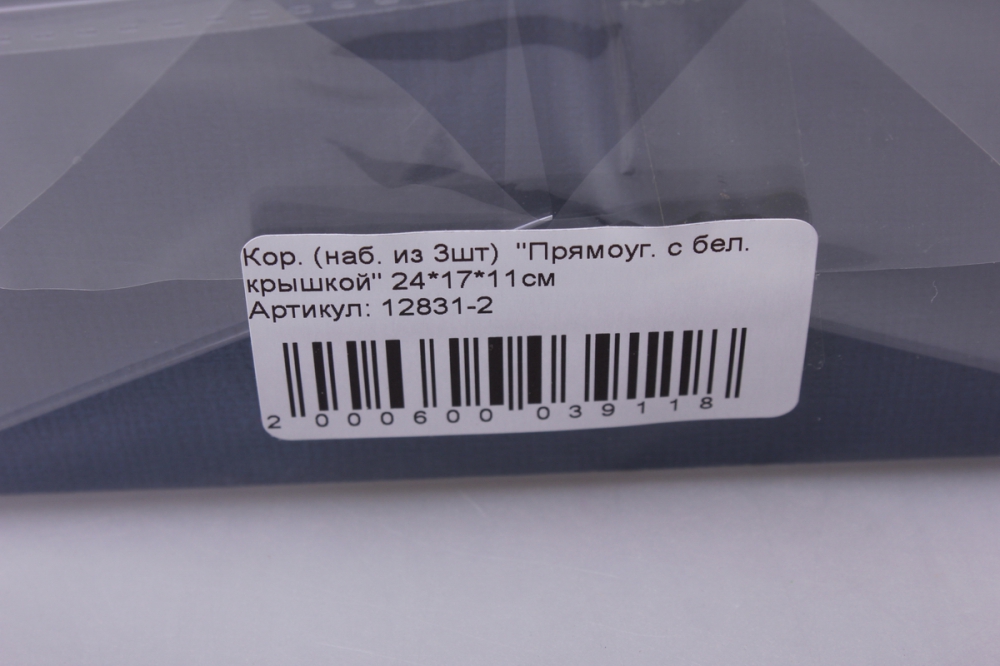 Кор. (наб. из 3шт) "Прямоуг. с бел.
крышкой" 24*17*11см
Артикул: 12831-2
2 000600 039118